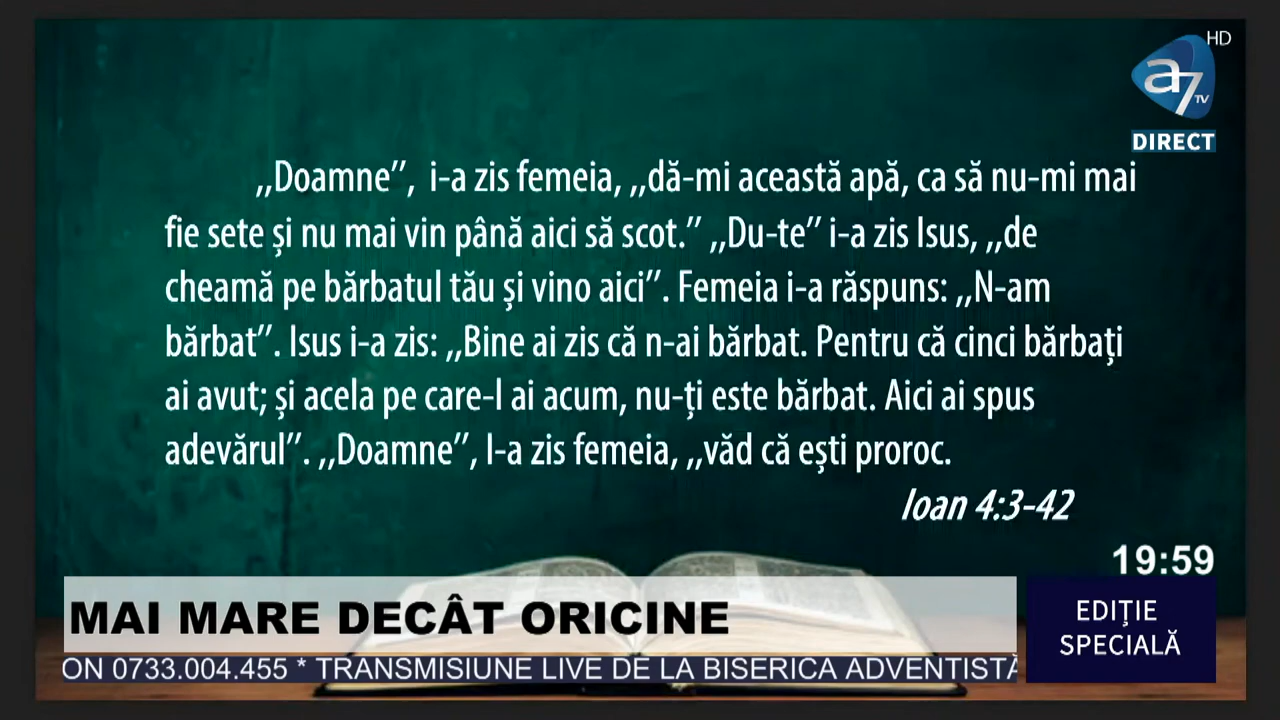 HD
a7 TV
DIRECT
,,Doamne”, i-a zis femeia, ,,dă-mi această apă, ca să nu-mi mai
fie sete și nu mai vin până aici să scot.” ,,Du-te” i-a zis Isus, ,,de
cheamă pe bărbatul tău și vino aici”. Femeia i-a răspuns: ,,N-am
bărbat”. Isus i-a zis: ,,Bine ai zis că n-ai bărbat. Pentru că cinci bărbați
ai avut; și acela pe care-l ai acum, nu-ți este bărbat. Aici ai spus
adevărul”. ,,Doamne”, I-a zis femeia, ,,văd că ești proroc.
Ioan 4:3-42
19:59
MAI MARE DECÂT ORICINE
EDIȚIE
SPECIALĂ
ON 0733.004.455 * TRANSMISIUNE LIVE DE LA BISERICA ADVENTISTĂ